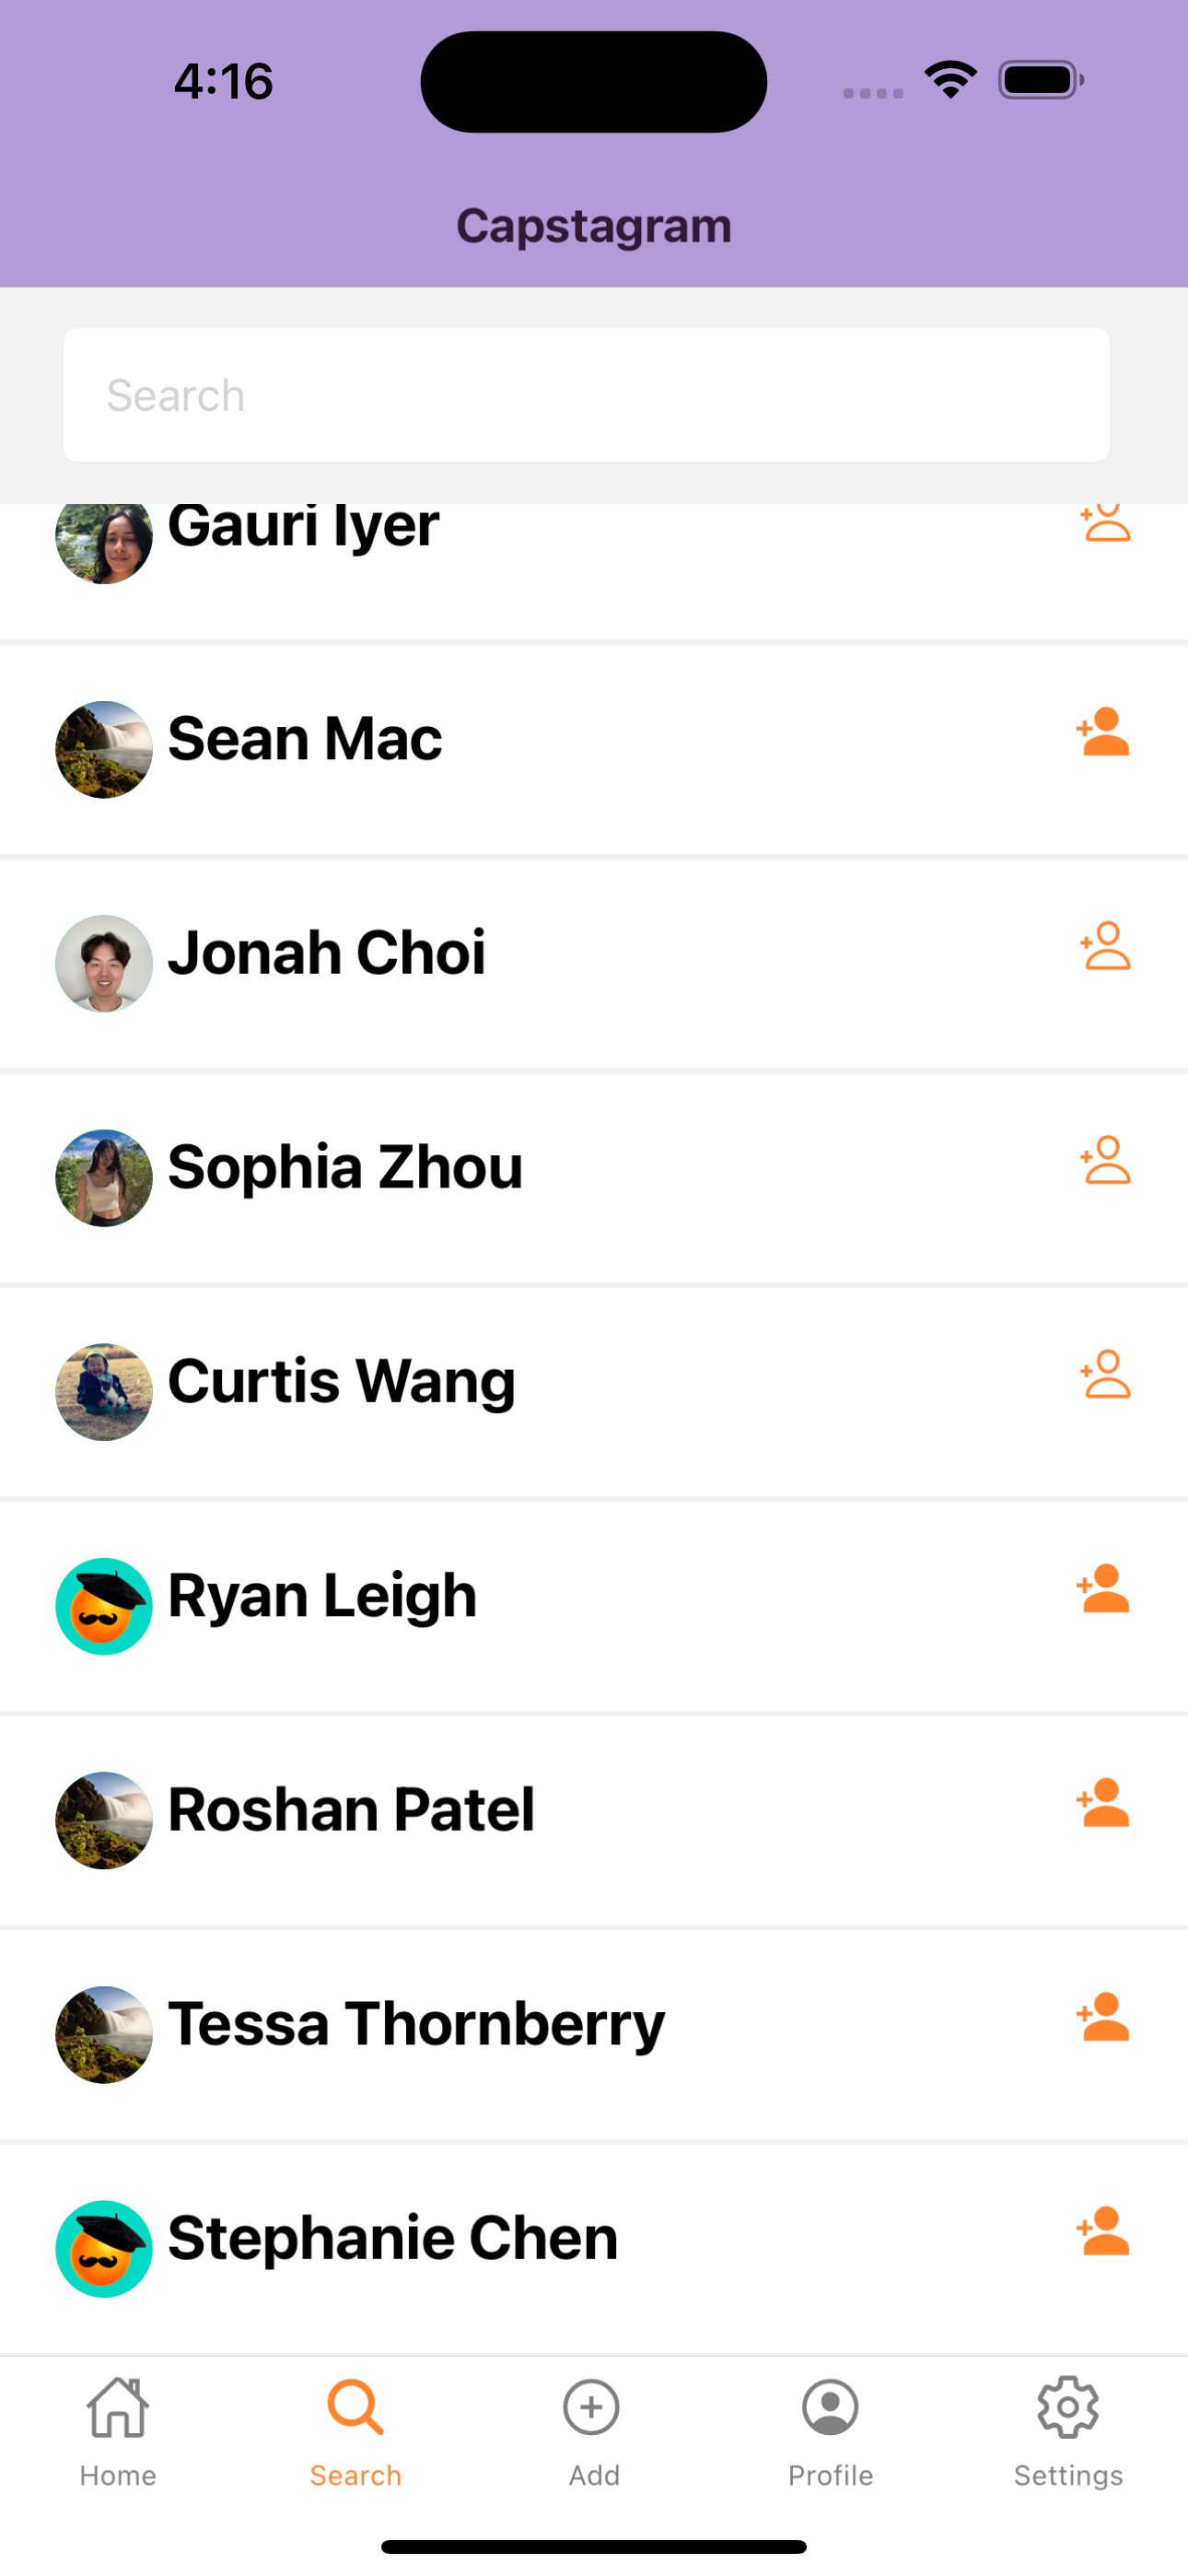 4:16
Capstagram
Search
Gauri Iyer
Sean Mac
Jonah Choi
Sophia Zhou
Curtis Wang
Ryan Leigh
Roshan Patel
Tessa Thornberry
Stephanie Chen
Home
Search
Add
Profile
Settings